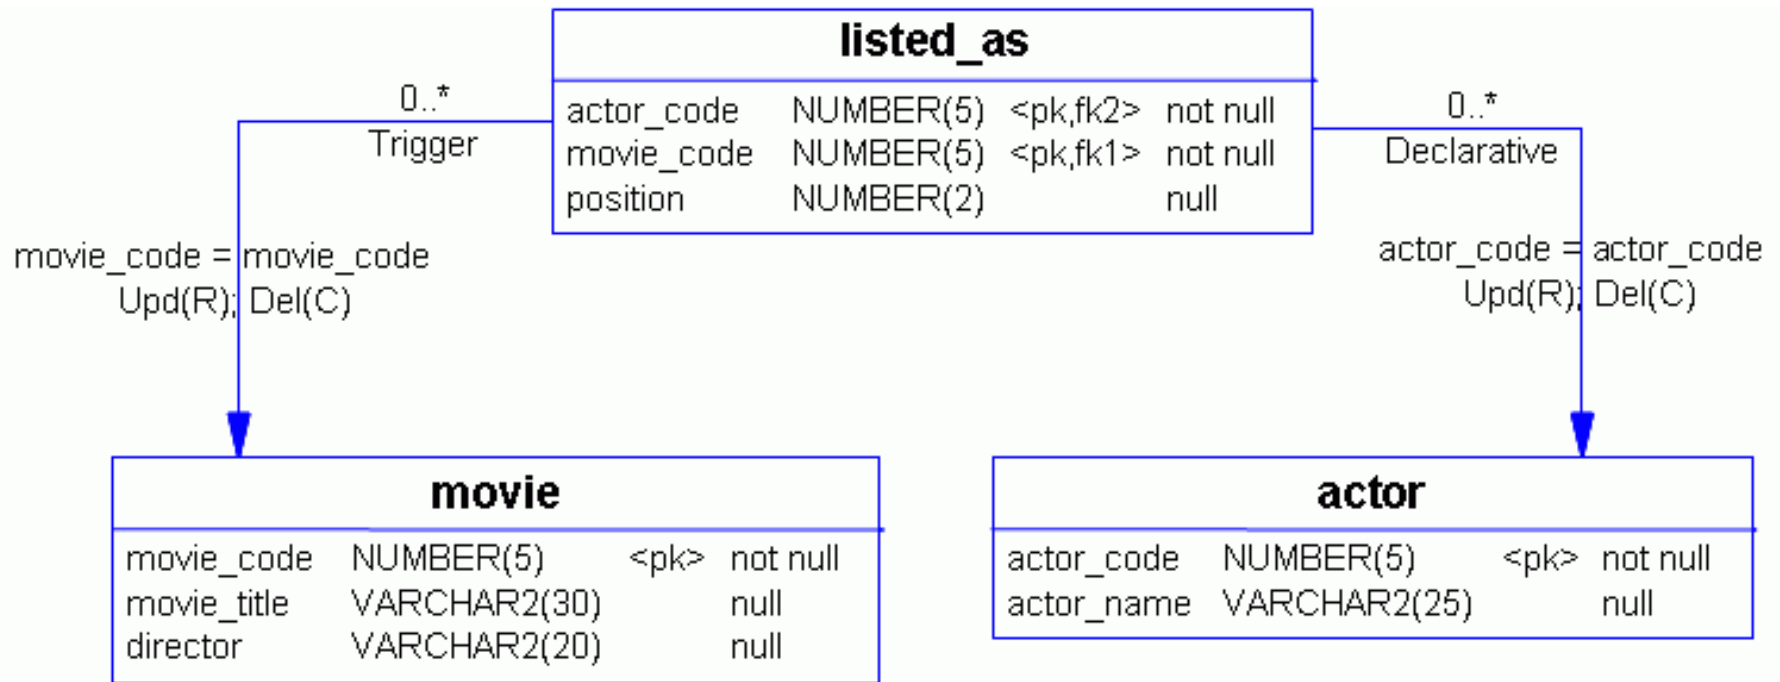 listed_as
actor_code NUMBER(5) <pk,fk2> not null
movie_code NUMBER(5) <pk,fk1> not null
position NUMBER(2) null
0..*
Trigger
0..*
Declarative
movie_code = movie_code
Upd(R); Del(C)
actor_code = actor_code
Upd(R); Del(C)
movie
movie_code NUMBER(5) <pk> not null
movie_title VARCHAR2(30) null
director VARCHAR2(20) null
actor
actor_code NUMBER(5) <pk> not null
actor_name VARCHAR2(25) null